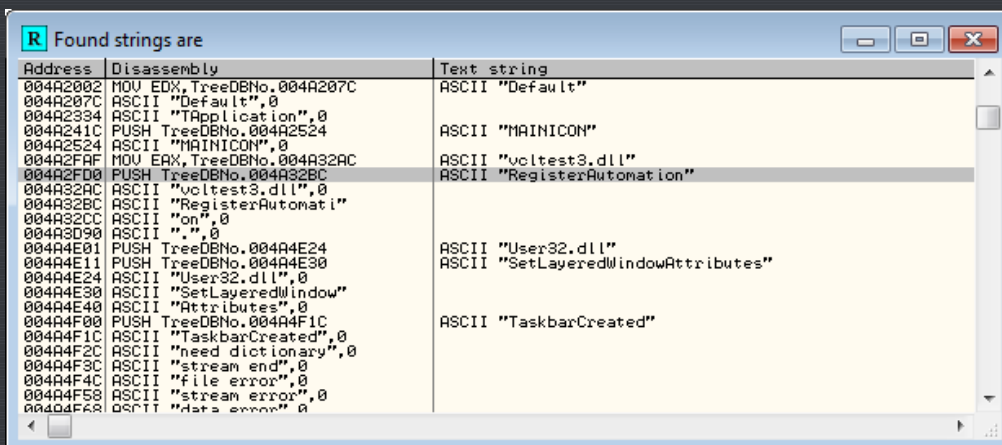 R Found strings are
Address Disassembly Text string
004A2002 MOV EDX,TreeDBNo.004A207C ASCII "Default"
004A207C ASCII "Default",0
004A2334 ASCII "TApplication",0
004A241C PUSH TreeDBNo.004A2524 ASCII "MAINICON"
004A2524 ASCII "MAINICON",0
004A2FAF MOV EAX,TreeDBNo.004A32AC ASCII "vcltest3.dll"
004A2FD0 PUSH TreeDBNo.004A32BC ASCII "RegisterAutomation"
004A32AC ASCII "vcltest3.dll",0
004A32BC ASCII "RegisterAutomati"
004A32CC ASCII "on",0
004A3D90 ASCII ".",0
004A4E01 PUSH TreeDBNo.004A4E24 ASCII "User32.dll"
004A4E11 PUSH TreeDBNo.004A4E30 ASCII "SetLayeredWindowAttributes"
004A4E24 ASCII "User32.dll",0
004A4E30 ASCII "SetLayeredWindow"
004A4E40 ASCII "Attributes",0
004A4F00 PUSH TreeDBNo.004A4F1C ASCII "TaskbarCreated"
004A4F1C ASCII "TaskbarCreated",0
004A4F2C ASCII "need dictionary",0
004A4F3C ASCII "stream end",0
004A4F4C ASCII "file error",0
004A4F58 ASCII "stream error",0
004A4F68 ASCII "data error",0